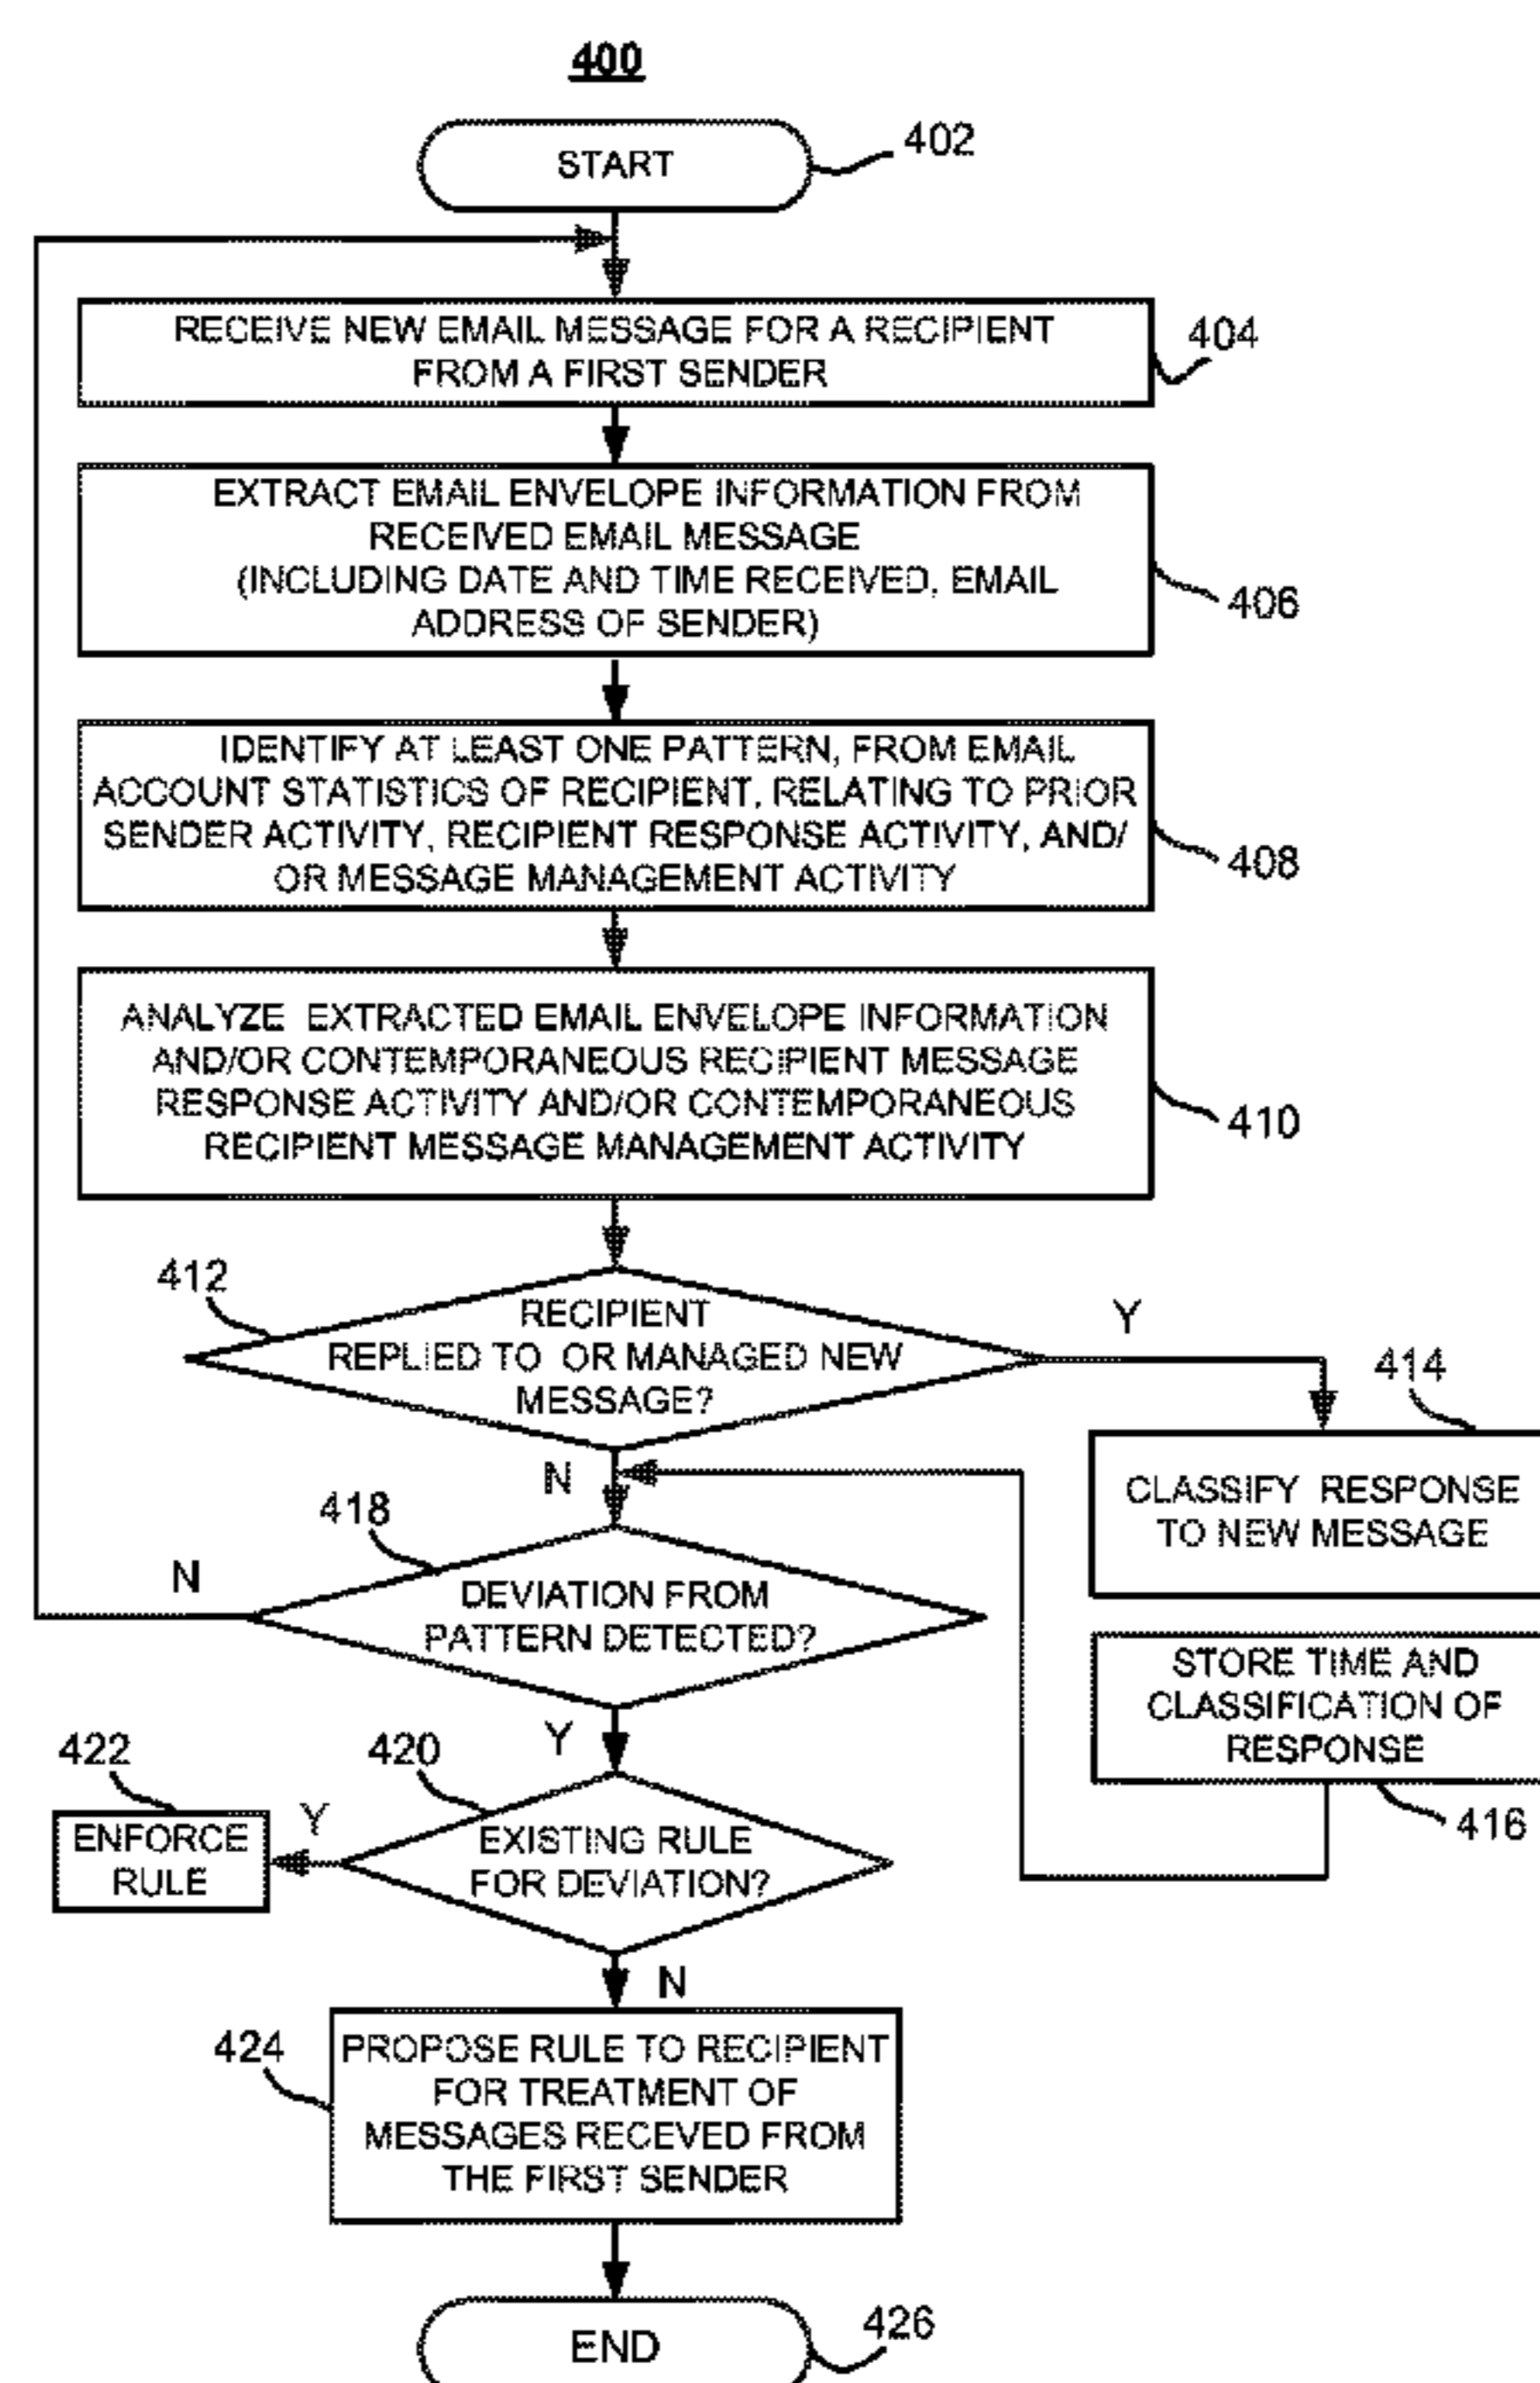 400
START
402
RECEIVE NEW EMAIL MESSAGE FOR A RECIPIENT
FROM A FIRST SENDER
404
EXTRACT EMAIL ENVELOPE INFORMATION FROM
RECEIVED EMAIL MESSAGE
(INCLUDING DATE AND TIME RECEIVED, EMAIL
ADDRESS OF SENDER)
406
IDENTIFY AT LEAST ONE PATTERN, FROM EMAIL
ACCOUNT STATISTICS OF RECIPIENT, RELATING TO PRIOR
SENDER ACTIVITY, RECIPIENT RESPONSE ACTIVITY, AND/
OR MESSAGE MANAGEMENT ACTIVITY
408
ANALYZE EXTRACTED EMAIL ENVELOPE INFORMATION
AND/OR CONTEMPORANEOUS RECIPIENT MESSAGE
RESPONSE ACTIVITY AND/OR CONTEMPORANEOUS
RECIPIENT MESSAGE MANAGEMENT ACTIVITY
410
412
RECIPIENT
REPLIED TO OR MANAGED NEW
MESSAGE?
Y
414
CLASSIFY RESPONSE
TO NEW MESSAGE
N
418
N
DEVIATION FROM
PATTERN DETECTED?
STORE TIME AND
CLASSIFICATION OF
RESPONSE
416
Y
422
420
ENFORCE
RULE
Y
EXISTING RULE
FOR DEVIATION?
N
424
PROPOSE RULE TO RECIPIENT
FOR TREATMENT OF
MESSAGES RECEVED FROM
THE FIRST SENDER
END
426